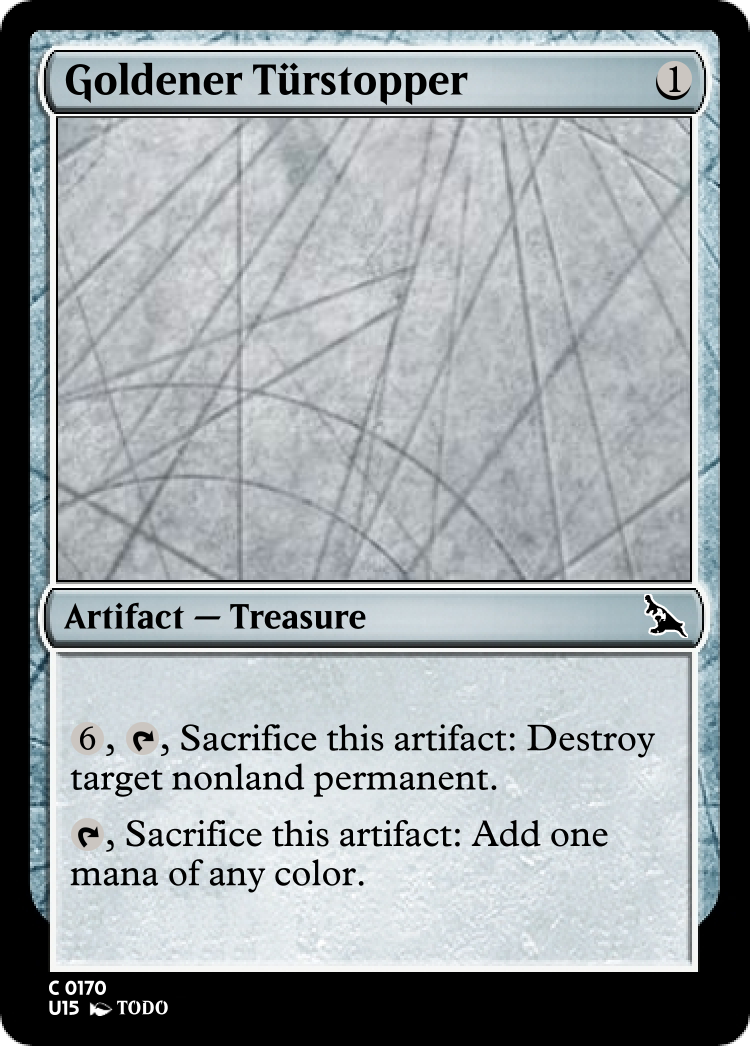 Goldener Türstopper 1
Artifact — Treasure
6, , Sacrifice this artifact: Destroy
target nonland permanent.
, Sacrifice this artifact: Add one
mana of any color.
C 0170
U15 TODO